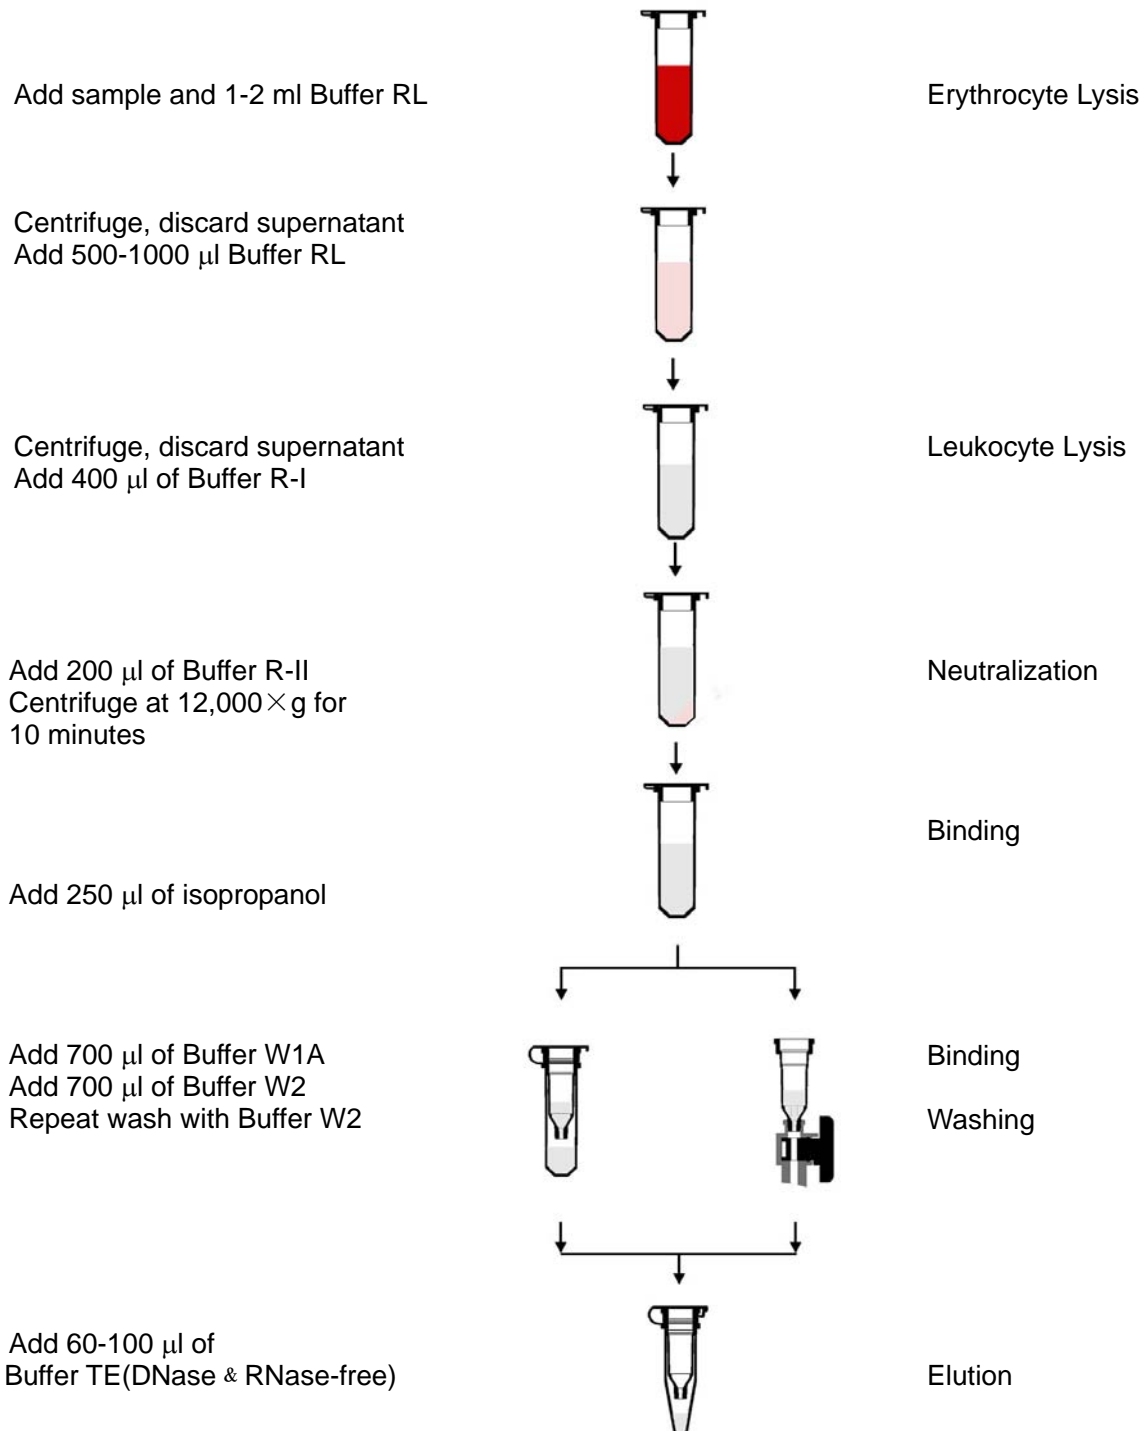 Add sample and 1-2 ml Buffer RL
Erythrocyte Lysis
Centrifuge, discard supernatant
Add 500-1000 μl Buffer RL
Centrifuge, discard supernatant
Leukocyte Lysis
Add 400 μl of Buffer R-I
Add 200 μl of Buffer R-II
Neutralization
Centrifuge at 12,000×g for
10 minutes
Binding
Add 250 μl of isopropanol
Add 700 μl of Buffer W1A
Binding
Add 700 μl of Buffer W2
Repeat wash with Buffer W2
Washing
Add 60-100 μl of
Buffer TE(DNase & RNase-free)
Elution